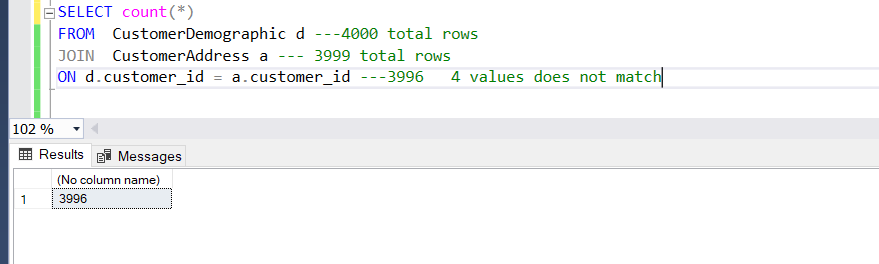 SELECT count(*)
FROM  CustomerDemographic d ---4000 total rows
JOIN  CustomerAddress a --- 3999 total rows
ON d.customer_id = a.customer_id ---3996   4 values does not match
102 %
Results Messages
(No column name)
1 3996